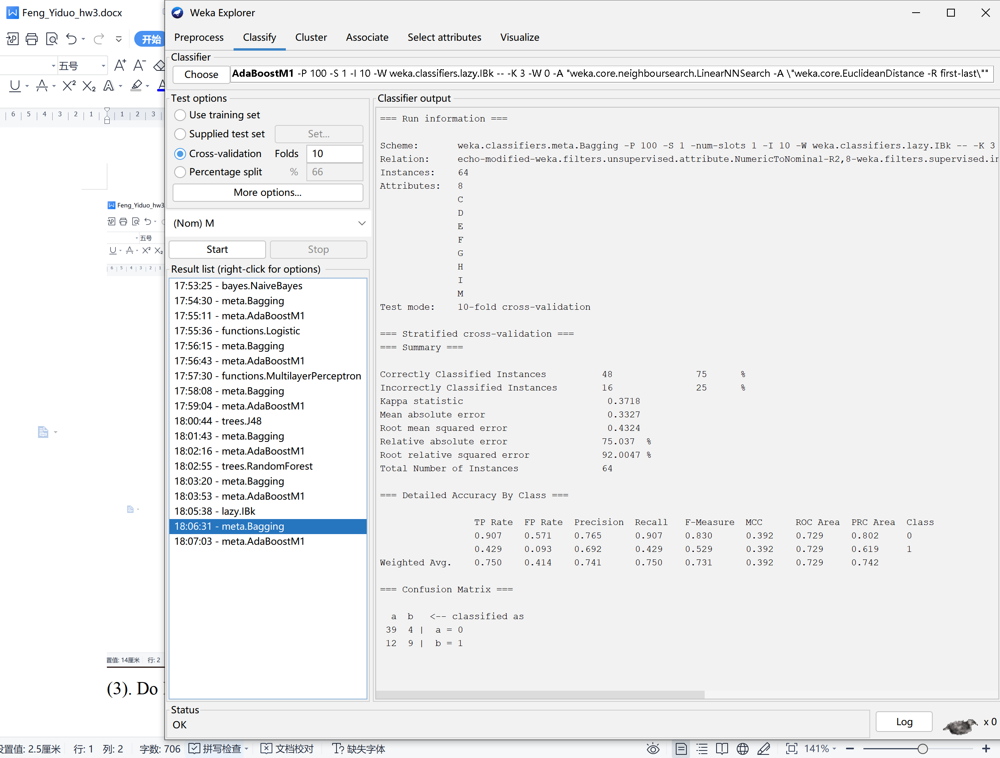 Feng_Yiduo_hw3.docx
开始
五号
6 5 4 3 2 1 1 2 3
Feng_Yiduo_hw3
五号
6 5 4 3 2 1
置值: 14厘米 行: 2
(3). Do
Weka Explorer
Preprocess Classify Cluster Associate Select attributes Visualize
Classifier
Choose AdaBoostM1 -P 100 -S 1 -I 10 -W weka.classifiers.lazy.IBk -- -K 3 -W 0 -A "weka.core.neighboursearch.LinearNNSearch -A \"weka.core.EuclideanDistance -R first-last\""
Test options
Use training set
Supplied test set Set...
Cross-validation Folds 10
Percentage split % 66
More options...
(Nom) M
Start Stop
Result list (right-click for options)
17:53:25 - bayes.NaiveBayes
17:54:30 - meta.Bagging
17:55:11 - meta.AdaBoostM1
17:55:36 - functions.Logistic
17:56:15 - meta.Bagging
17:56:43 - meta.AdaBoostM1
17:57:30 - functions.MultilayerPerceptron
17:58:08 - meta.Bagging
17:59:04 - meta.AdaBoostM1
18:00:44 - trees.J48
18:01:43 - meta.Bagging
18:02:16 - meta.AdaBoostM1
18:02:55 - trees.RandomForest
18:03:20 - meta.Bagging
18:03:53 - meta.AdaBoostM1
18:05:38 - lazy.IBk
18:06:31 - meta.Bagging
18:07:03 - meta.AdaBoostM1
Classifier output
=== Run information ===
Scheme: weka.classifiers.meta.Bagging -P 100 -S 1 -num-slots 1 -I 10 -W weka.classifiers.lazy.IBk -- -K 3
Relation: echo-modified-weka.filters.unsupervised.attribute.NumericToNominal-R2,8-weka.filters.supervised.in
Instances: 64
Attributes: 8
C
D
E
F
G
H
I
M
Test mode: 10-fold cross-validation
=== Stratified cross-validation ===
=== Summary ===
Correctly Classified Instances 48 75 %
Incorrectly Classified Instances 16 25 %
Kappa statistic 0.3718
Mean absolute error 0.3327
Root mean squared error 0.4324
Relative absolute error 75.037 %
Root relative squared error 92.0047 %
Total Number of Instances 64
=== Detailed Accuracy By Class ===
TP Rate FP Rate Precision Recall F-Measure MCC ROC Area PRC Area Class
0.907 0.571 0.765 0.907 0.830 0.392 0.729 0.802 0
0.429 0.093 0.692 0.429 0.529 0.392 0.729 0.619 1
Weighted Avg. 0.750 0.414 0.741 0.750 0.731 0.392 0.729 0.742
=== Confusion Matrix ===
a b <-- classified as
39 4 | a = 0
12 9 | b = 1
Status
OK
Log x 0
设置值: 2.5厘米 行: 1 列: 2 字数: 706 拼写检查 文档校对 缺失字体 141%